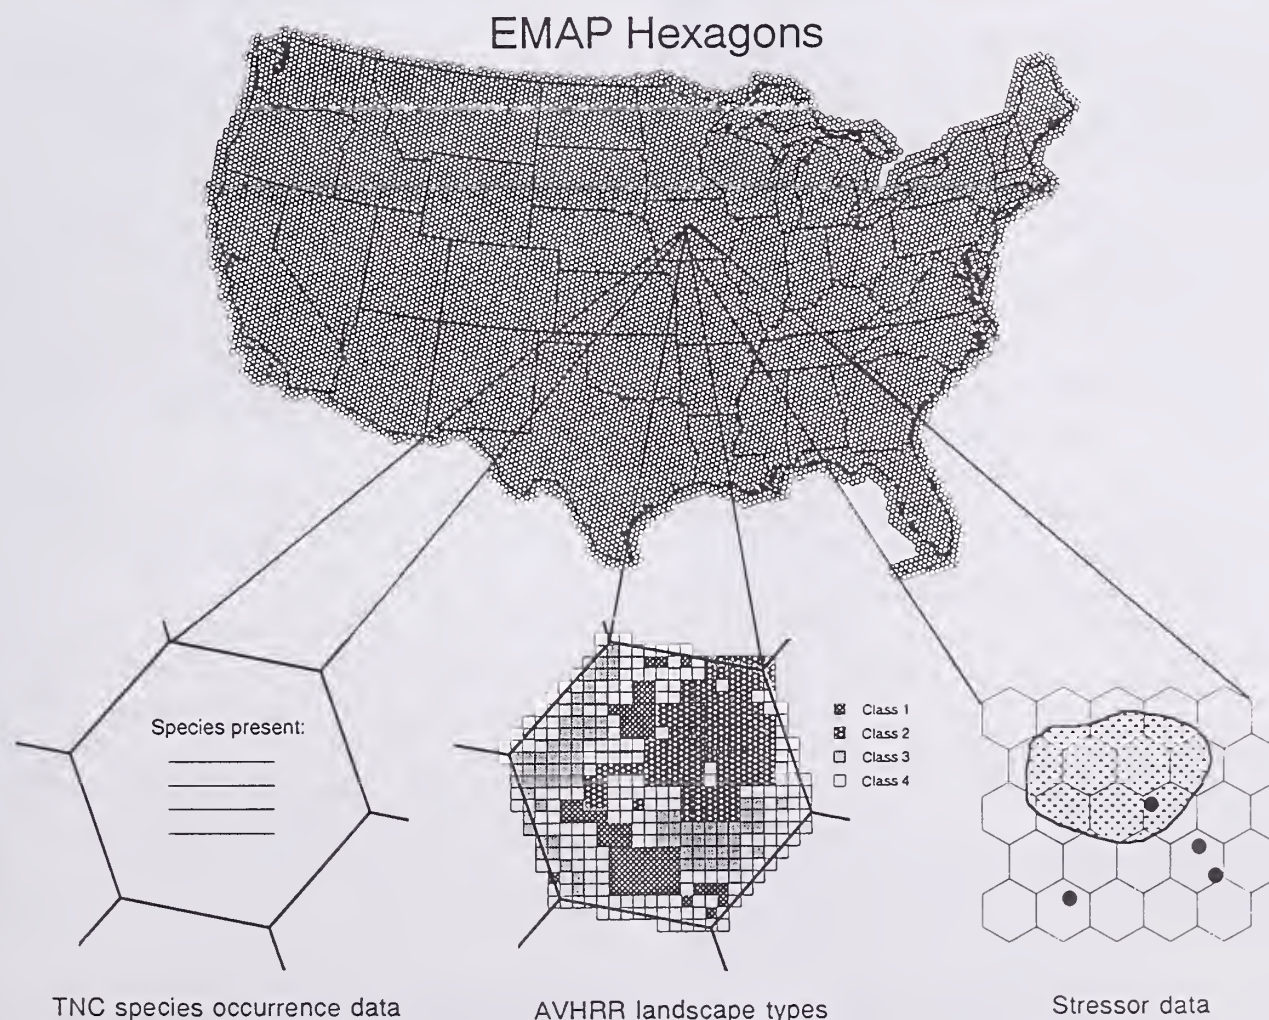 EMAP Hexagons
Species present:
Class 1
Class 2
Class 3
Class 4
TNC species occurrence data
AVHRR landscape types
Stressor data